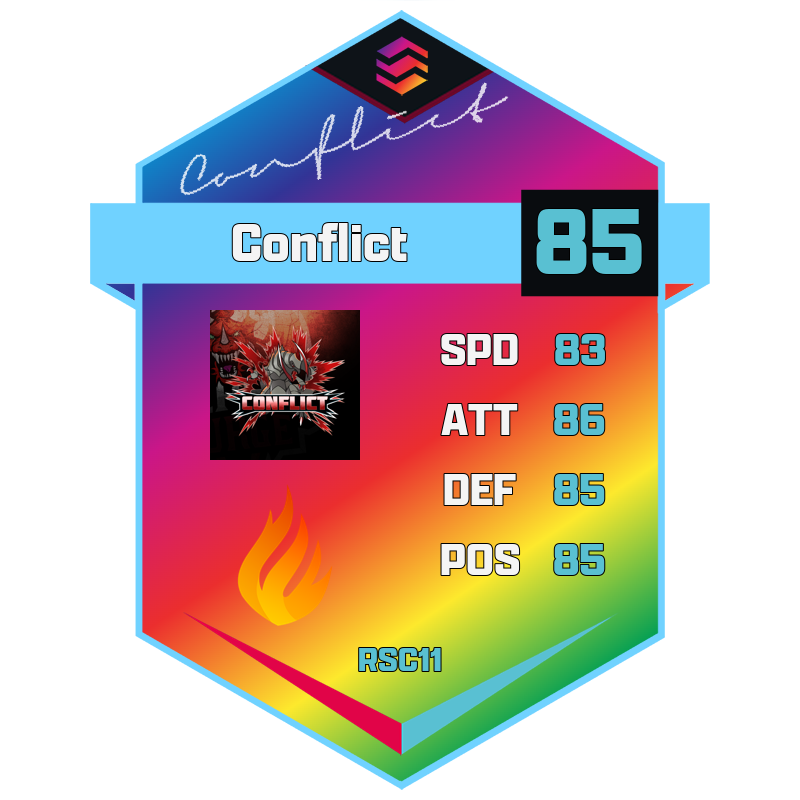 Conflict
Conflict 85
CONFLICT
SPD 83
ATT 86
DEF 85
POS 85
RSC11